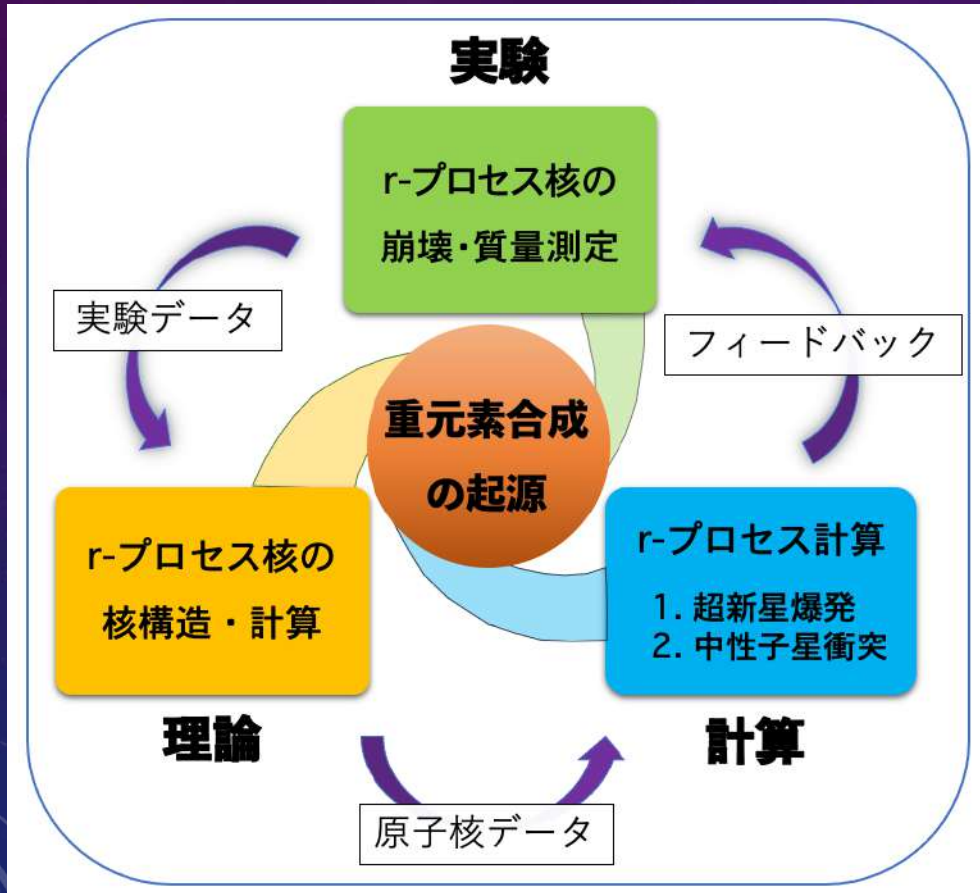 実験
r-プロセス核の
崩壊・質量測定
実験データ
フィードバック
重元素合成
の起源
r-プロセス核の
核構造・計算
r-プロセス計算
1. 超新星爆発
2. 中性子星衝突
理論
計算
原子核データ